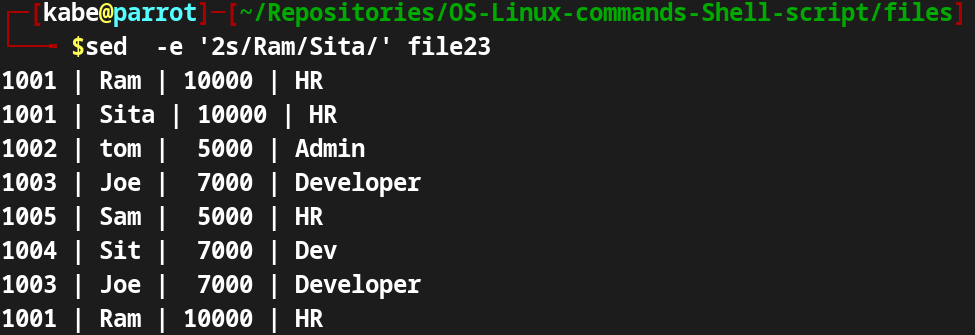 ┌─[kabe@parrot]─[~/Repositories/OS-Linux-commands-Shell-script/files]
└──╼ $sed  -e '2s/Ram/Sita/' file23
1001 | Ram | 10000 | HR
1001 | Sita | 10000 | HR
1002 | tom |  5000 | Admin
1003 | Joe |  7000 | Developer
1005 | Sam |  5000 | HR
1004 | Sit |  7000 | Dev
1003 | Joe |  7000 | Developer
1001 | Ram | 10000 | HR